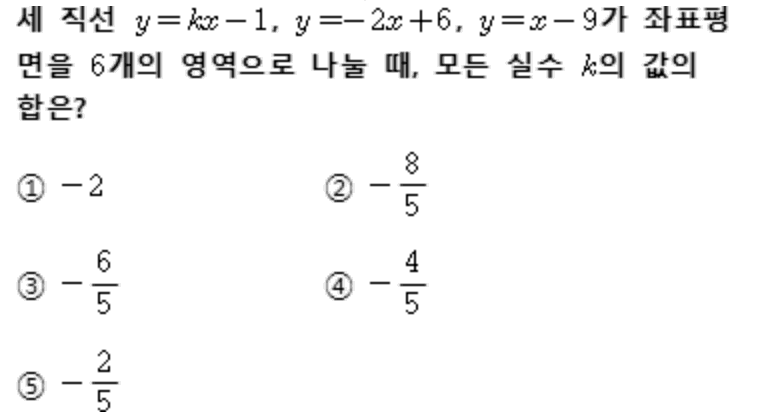 세 직선 y=kx-1, y=-2x+6, y=x-9가 좌표평
면을 6개의 영역으로 나눌 때, 모든 실수 k의 값의
합은?
① -2 ② -8/5
③ -6/5 ④ -4/5
⑤ -2/5